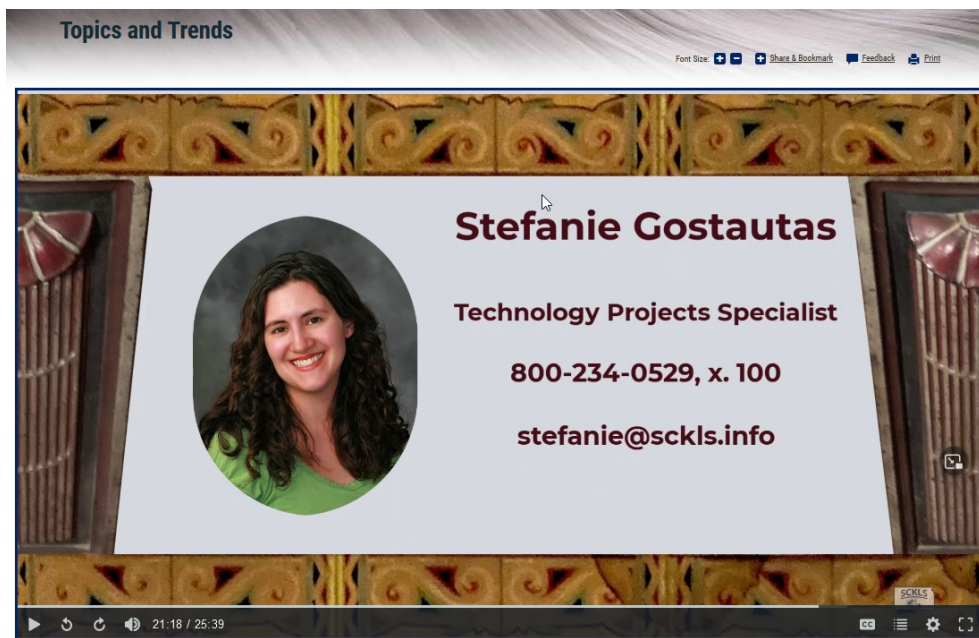 Topics and Trends
Font Size: Share & Bookmark Feedback Print
Stefanie Gostautas
Technology Projects Specialist
800-234-0529, x. 100
stefanie@sckls.info
SCKLS
21:18 / 25:39 CC